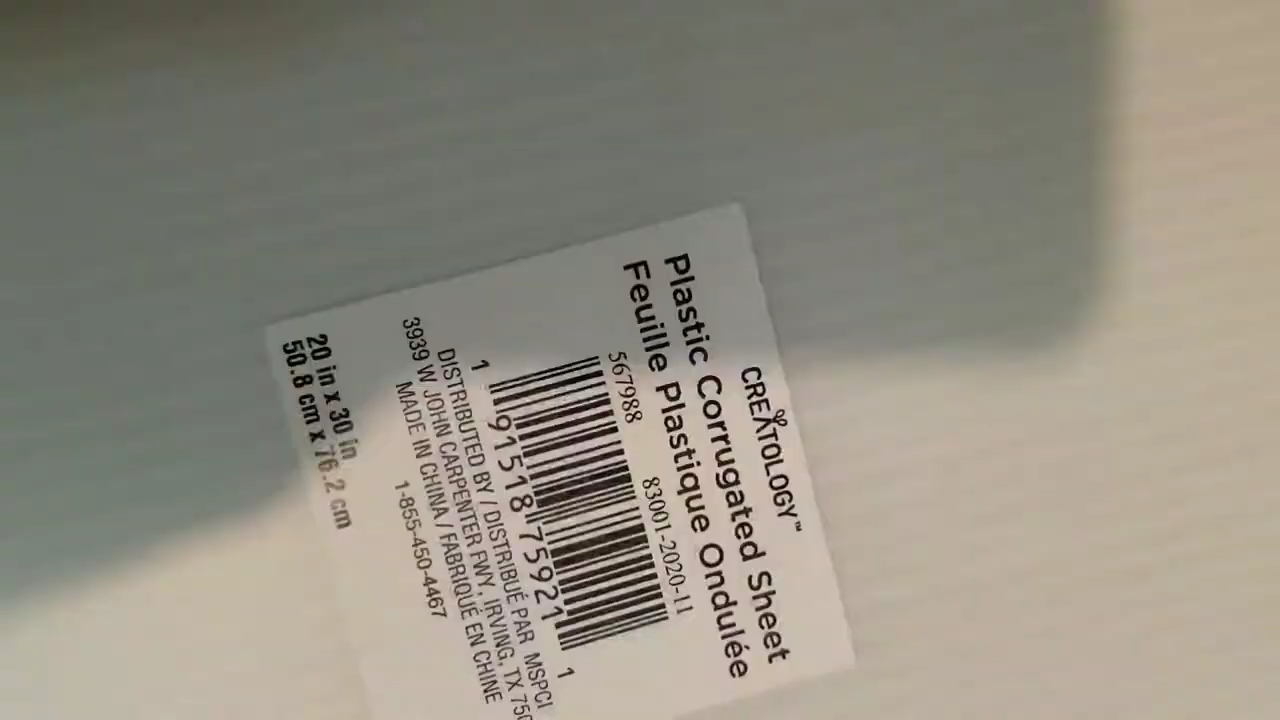 CREATOLOGY™
Plastic Corrugated Sheet
Feuille Plastique Ondulée
567988 83001-2020-11
1 91518 75921 1
DISTRIBUTED BY / DISTRIBUÉ PAR MSPCI
3939 W JOHN CARPENTER FWY, IRVING, TX
MADE IN CHINA / FABRIQUÉ EN CHINE
1-855-450-4467
20 in x 30 in
50.8 cm x 76.2 cm